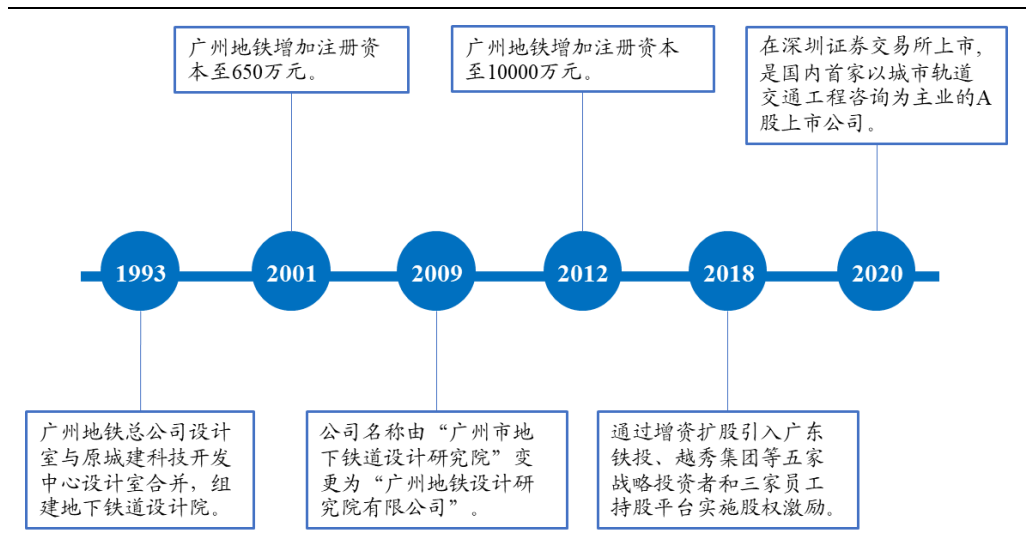 广州地铁增加注册资
本至650万元。
广州地铁增加注册资本
至10000万元。
在深圳证券交易所上市，
是国内首家以城市轨道
交通工程咨询为主业的A
股上市公司。
1993
2001
2009
2012
2018
2020
广州地铁总公司设计
室与原城建科技开发
中心设计室合并，组
建地下铁道设计院。
公司名称由“广州市地
下铁道设计研究院”变
更为“广州地铁设计研
究院有限公司”。
通过增资扩股引入广东
铁投、越秀集团等五家
战略投资者和三家员工
持股平台实施股权激励。